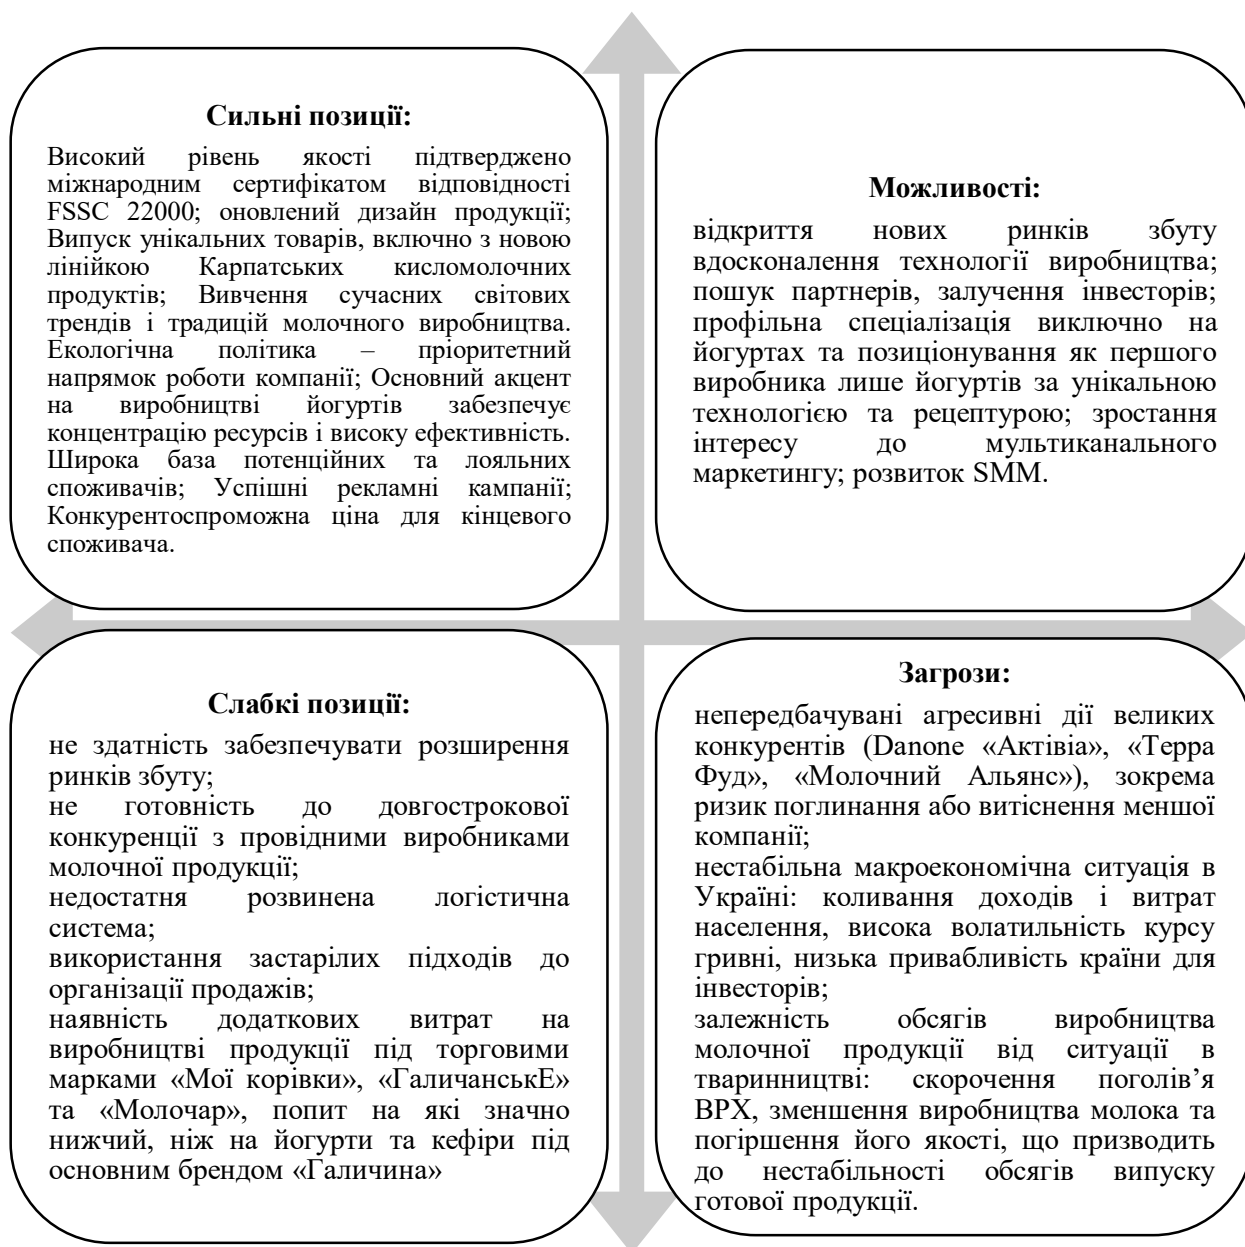 Сильні позиції:
Високий рівень якості підтверджено
міжнародним сертифікатом відповідності
FSSC 22000; оновлений дизайн продукції;
Випуск унікальних товарів, включно з новою
лінійкою Карпатських кисломолочних
продуктів; Вивчення сучасних світових
трендів і традицій молочного виробництва.
Екологічна політика – пріоритетний
напрямок роботи компанії; Основний акцент
на виробництві йогуртів забезпечує
концентрацію ресурсів і високу ефективність.
Широка база потенційних та лояльних
споживачів; Успішні рекламні кампанії;
Конкурентоспроможна ціна для кінцевого
споживача.
Можливості:
відкриття нових ринків збуту
вдосконалення технології виробництва;
пошук партнерів, залучення інвесторів;
профільна спеціалізація виключно на
йогуртах та позиціонування як першого
виробника лише йогуртів за унікальною
технологією та рецептурою; зростання
інтересу до мультиканального
маркетингу; розвиток SMM.
Слабкі позиції:
не здатність забезпечувати розширення
ринків збуту;
не готовність до довгострокової
конкуренції з провідними виробниками
молочної продукції;
недостатня розвинена логістична
система;
використання застарілих підходів до
організації продажів;
наявність додаткових витрат на
виробництві продукції під торговими
марками «Мої корівки», «ГаличанськЕ»
та «Молочар», попит на які значно
нижчий, ніж на йогурти та кефіри під
основним брендом «Галичина»
Загрози:
непередбачувані агресивні дії великих
конкурентів (Danone «Актівіа», «Терра
Фуд», «Молочний Альянс»), зокрема
ризик поглинання або витіснення меншої
компанії;
нестабільна макроекономічна ситуація в
Україні: коливання доходів і витрат
населення, висока волатильність курсу
гривні, низька привабливість країни для
інвесторів;
залежність обсягів виробництва
молочної продукції від ситуації в
тваринництві: скорочення поголів’я
ВРХ, зменшення виробництва молока та
погіршення його якості, що призводить
до нестабільності обсягів випуску
готової продукції.